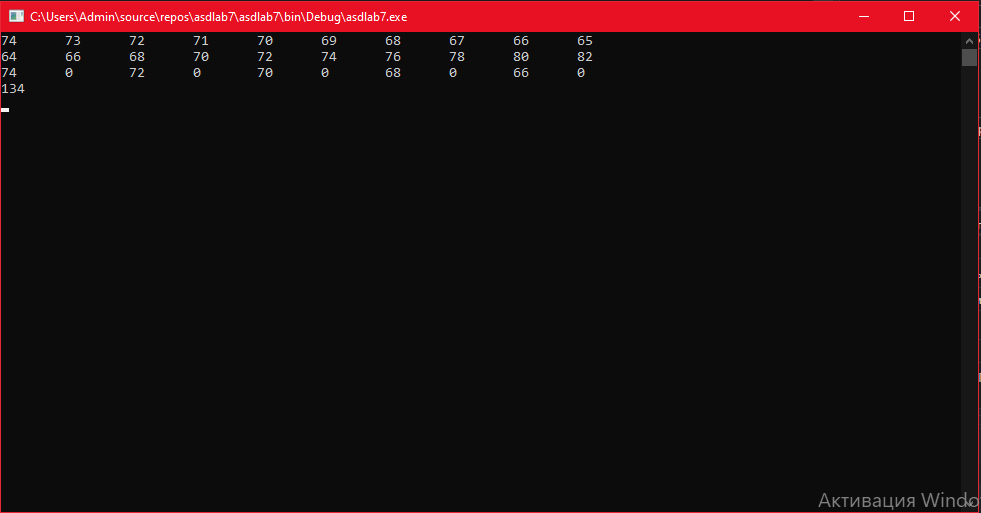 C:\Users\Admin\source\repos\asdlab7\asdlab7\bin\Debug\asdlab7.exe
74 73 72 71 70 69 68 67 66 65
64 66 68 70 72 74 76 78 80 82
74 0 72 0 70 0 68 0 66 0
134
Активация Windo